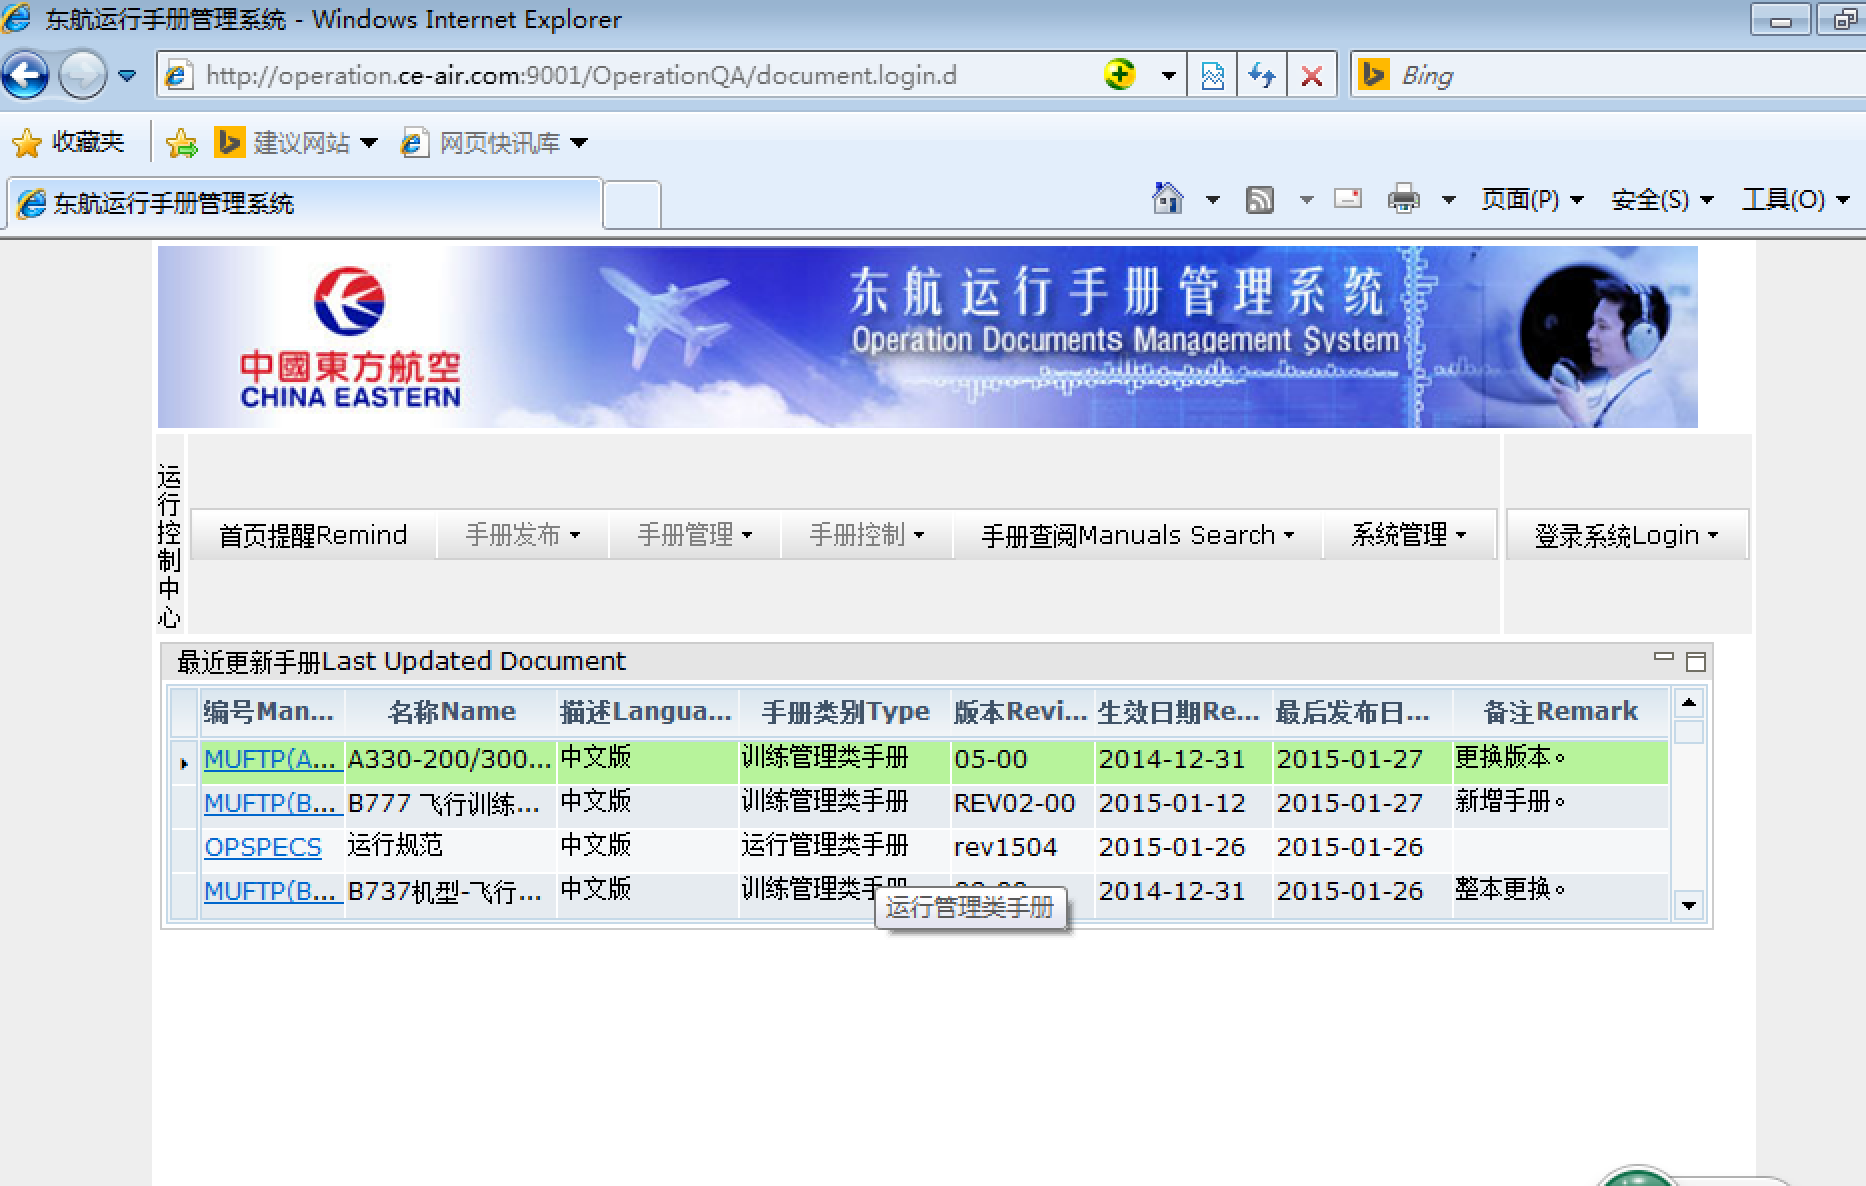 东航运行手册管理系统 - Windows Internet Explorer
http://operation.ce-air.com:9001/OperationQA/document.login.d
Bing
收藏夹 建议网站 网页快讯库
东航运行手册管理系统
页面(P) 安全(S) 工具(O)
中國東方航空
CHINA EASTERN
东航运行手册管理系统
Operation Documents Management System
运行控制中心
首页提醒Remind 手册发布 手册管理 手册控制 手册查阅Manuals Search 系统管理 登录系统Login
最近更新手册Last Updated Document
编号Man... 名称Name 描述Langua... 手册类别Type 版本Revi... 生效日期Re... 最后发布日... 备注Remark
MUFTP(A... A330-200/300... 中文版 训练管理类手册 05-00 2014-12-31 2015-01-27 更换版本。
MUFTP(B... B777 飞行训练... 中文版 训练管理类手册 REV02-00 2015-01-12 2015-01-27 新增手册。
OPSPECS 运行规范 中文版 运行管理类手册 rev1504 2015-01-26 2015-01-26
MUFTP(B... B737机型-飞行... 中文版 训练管理类手册 2014-12-31 2015-01-26 整本更换。
运行管理类手册